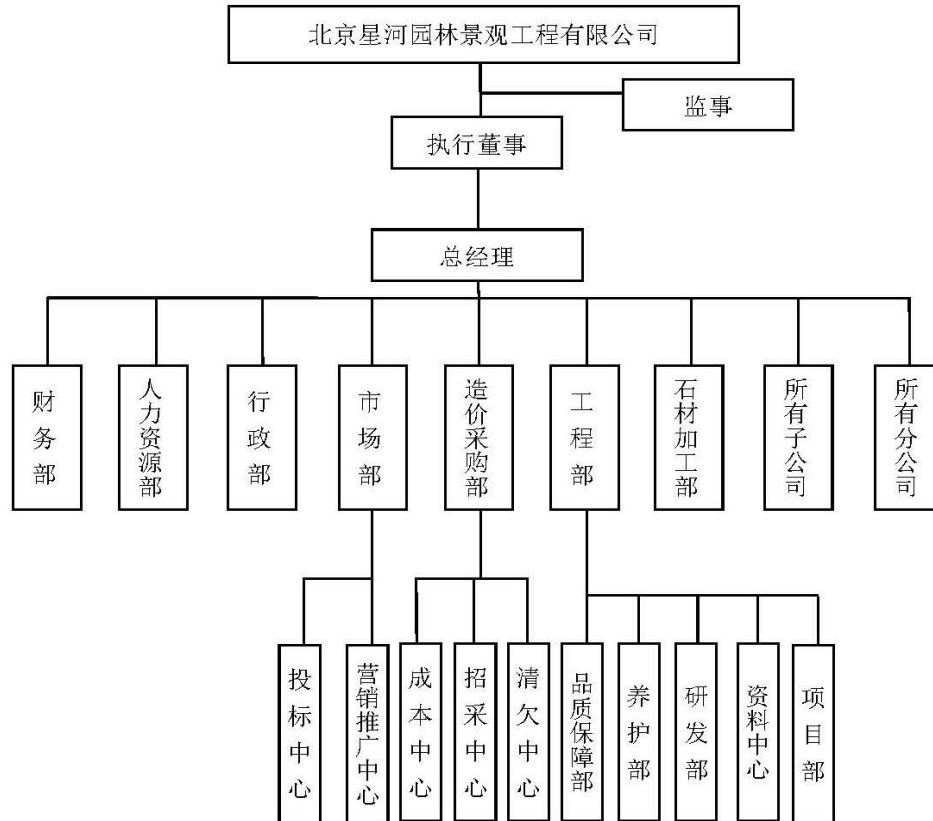 北京星河园林景观工程有限公司
监事
执行董事
总经理
财务部
人力资源部
行政部
市场部
造价采购部
工程部
石材加工部
所有子公司
所有分公司
投标中心
营销推广中心
成本中心
招采中心
清欠中心
品质保障部
养护部
研发部
资料中心
项目部